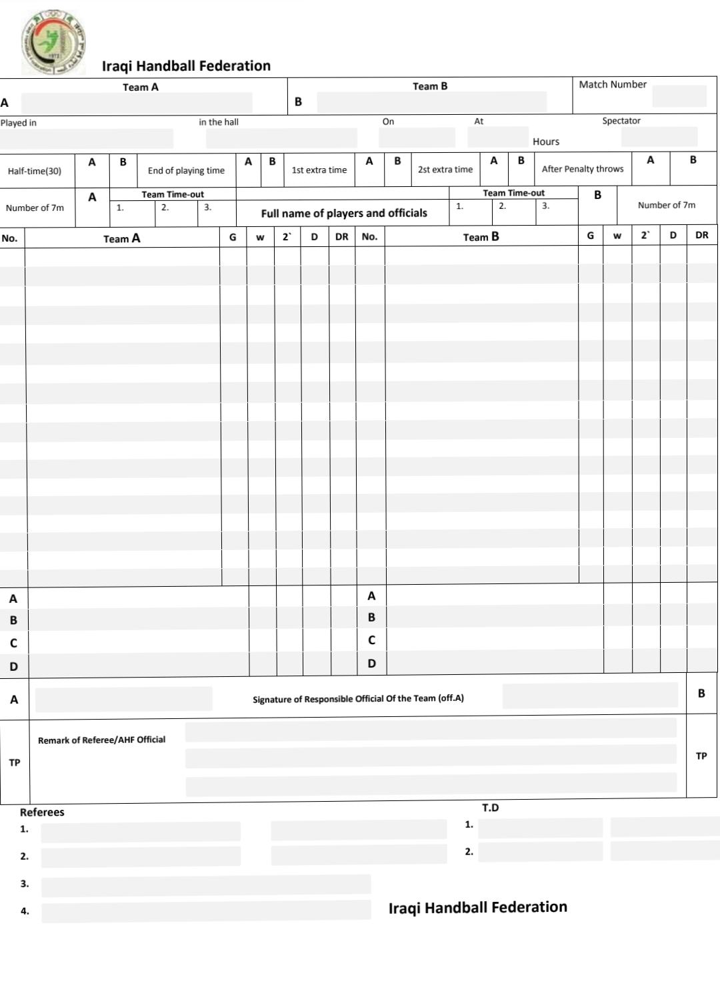 Iraqi Handball Federation
Team A Team B Match Number
A B
Played in in the hall On At Spectator
Hours
Half-time(30) A B End of playing time A B 1st extra time A B 2st extra time A B After Penalty throws A B
Number of 7m A Team Time-out Team Time-out B Number of 7m
1. 2. 3. Full name of players and officials 1. 2. 3.
No. Team A G w 2` D DR No. Team B G w 2` D DR
A A
B B
C C
D D
A Signature of Responsible Official Of the Team (off.A) B
Remark of Referee/AHF Official
TP TP
Referees T.D
1. 1.
2. 2.
3.
4. Iraqi Handball Federation